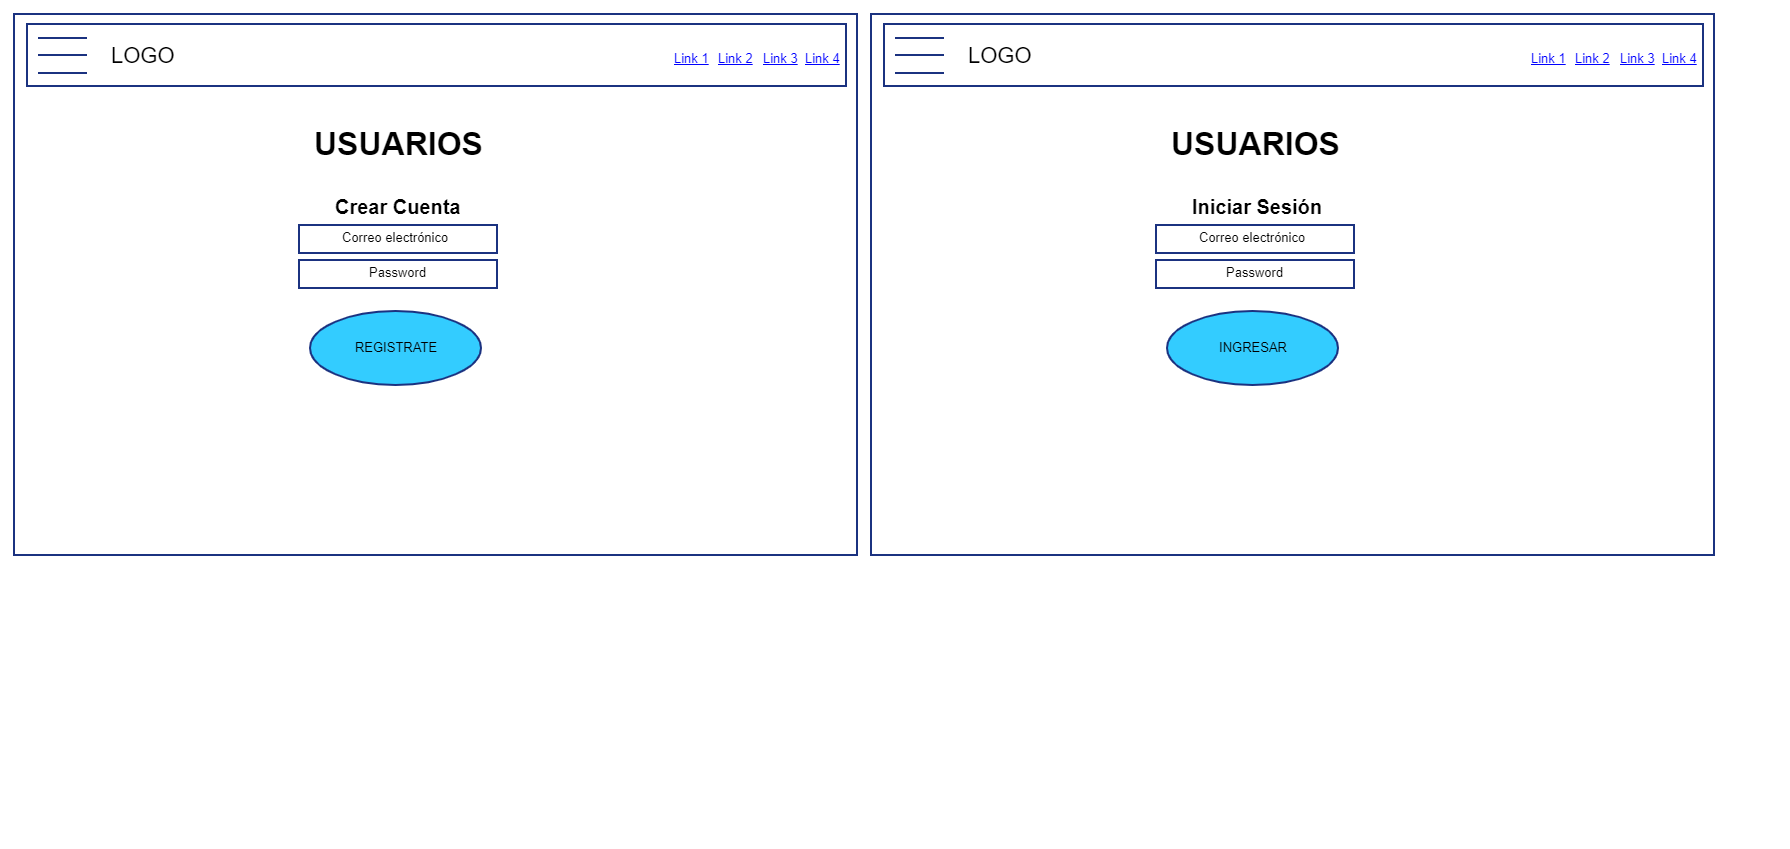 LOGO
Link 1 Link 2 Link 3 Link 4
USUARIOS
Crear Cuenta
Correo electrónico
Password
REGISTRATE
LOGO
Link 1 Link 2 Link 3 Link 4
USUARIOS
Iniciar Sesión
Correo electrónico
Password
INGRESAR